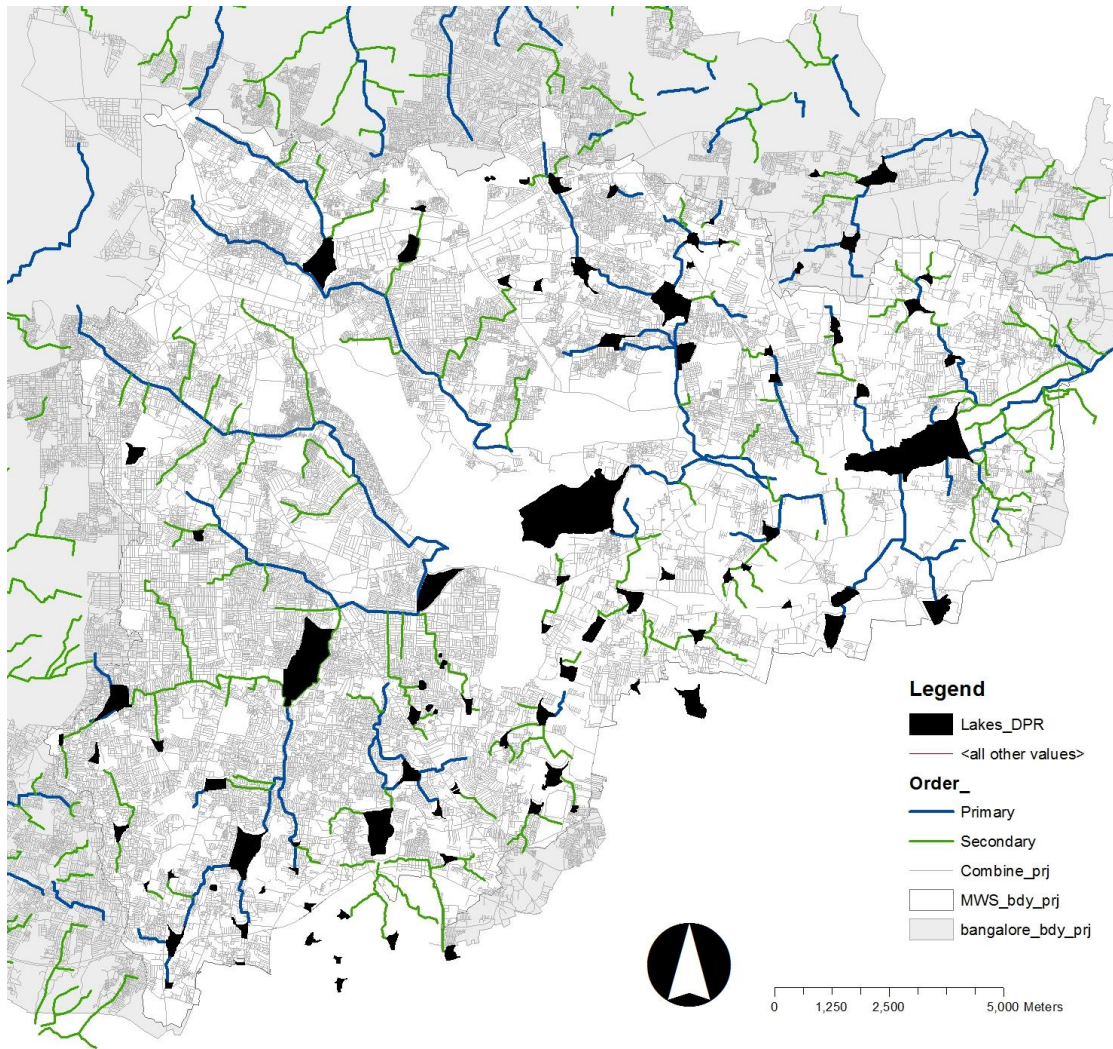 Legend
Lakes_DPR
<all other values>
Order_
Primary
Secondary
Combine_prj
MWS_bdy_prj
bangalore_bdy_prj
0 1,250 2,500 5,000 Meters